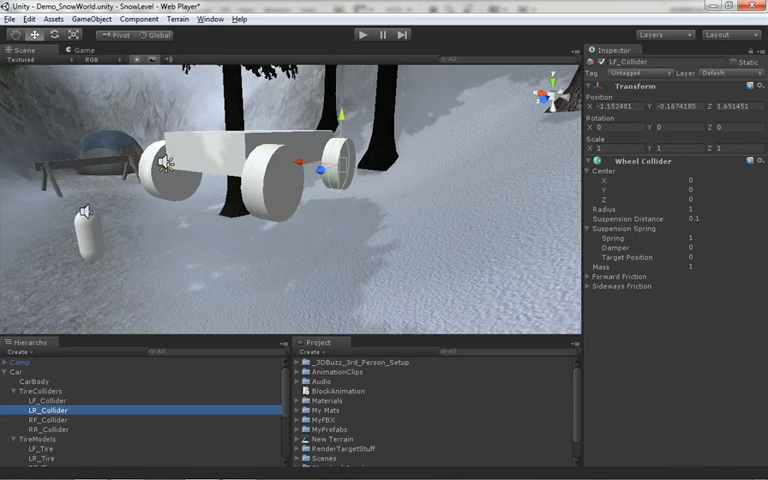 Unity - Demo_SnowWorld.unity - SnowLevel - Web Player*
File Edit Assets GameObject Component Terrain Window Help
Pivot Global Layers Layout
Scene Game Inspector
Textured RGB All LF_Collider Static
Tag Untagged Layer Default
Transform
Position
X -1.152481 Y -0.1674185 Z 1.651451
Rotation
X 0 Y 0 Z 0
Scale
X 1 Y 1 Z 1
Wheel Collider
Center
X 0
Y 0
Z 0
Radius 1
Suspension Distance 0.1
Suspension Spring
Spring 1
Damper 0
Target Position 0
Mass 1
Forward Friction
Sideways Friction
Hierarchy
Create All
Camp
Car
CarBody
TireColliders
LF_Collider
LR_Collider
RF_Collider
RR_Collider
TireModels
LF_Tire
LR_Tire
Project
Create All
_3DBuzz_3rd_Person_Setup
AnimationClips
Audio
BlockAnimation
Materials
My Mats
MyFBX
MyPrefabs
New Terrain
RenderTargetStuff
Scenes